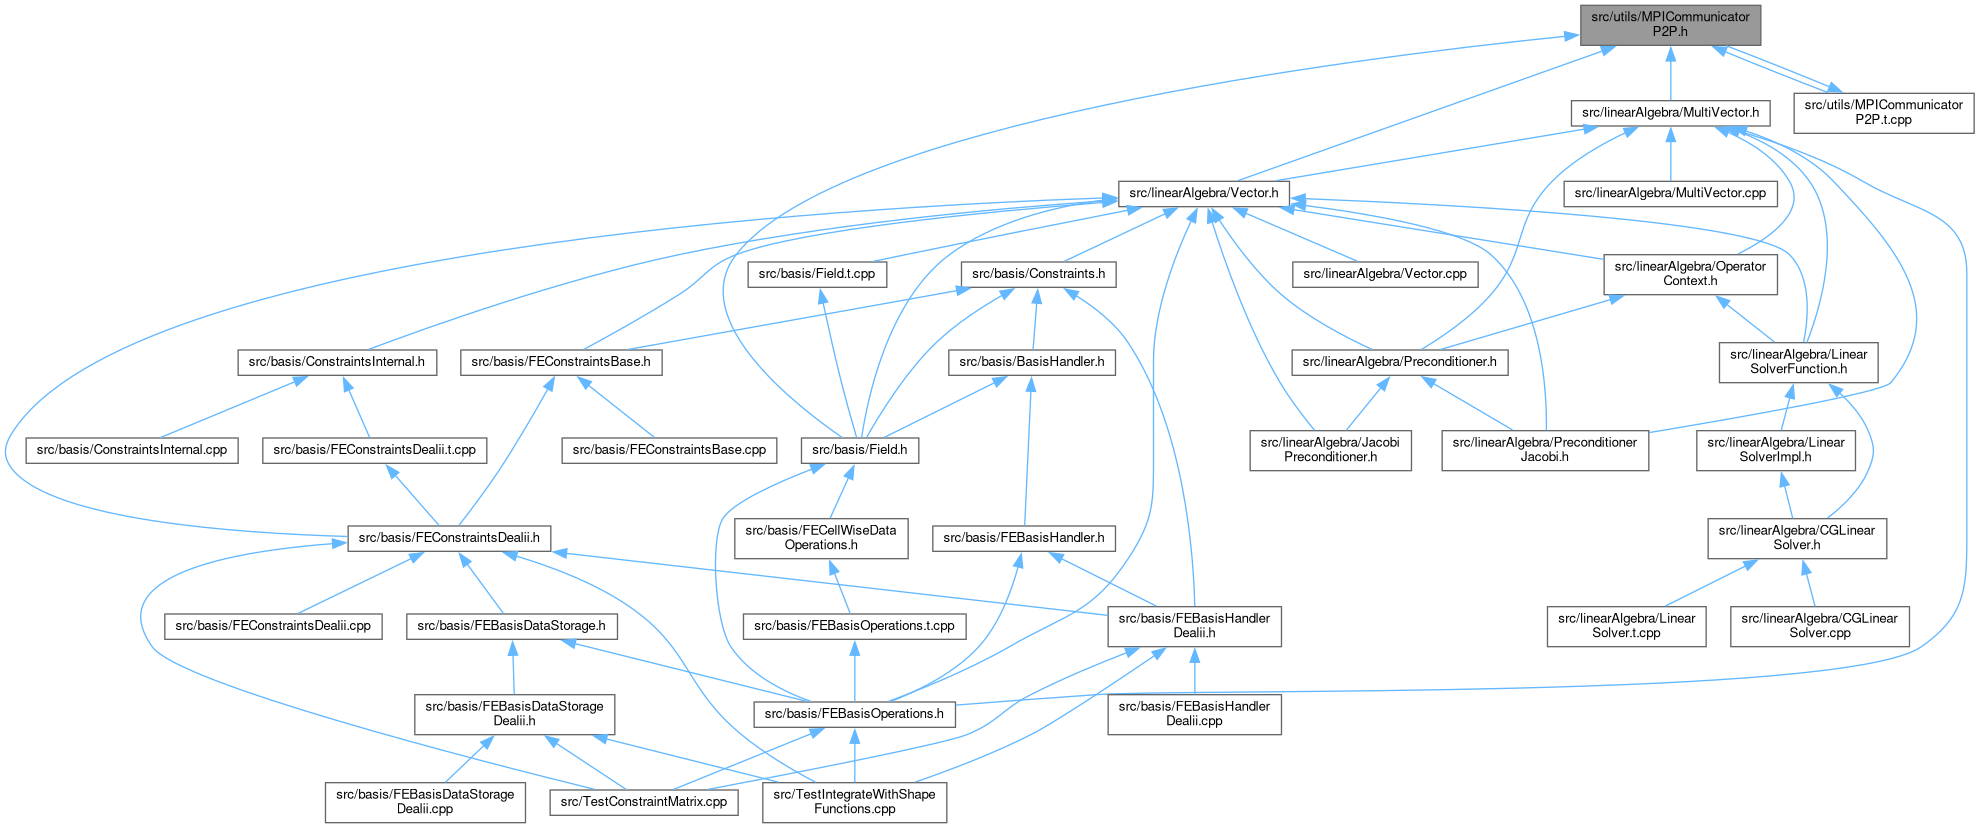 src/utils/MPICommunicator
P2P.h
src/linearAlgebra/MultiVector.h
src/utils/MPICommunicator
P2P.t.cpp
src/linearAlgebra/Vector.h
src/linearAlgebra/MultiVector.cpp
src/basis/Field.t.cpp
src/basis/Constraints.h
src/linearAlgebra/Vector.cpp
src/linearAlgebra/Operator
Context.h
src/basis/ConstraintsInternal.h
src/basis/FEConstraintsBase.h
src/basis/BasisHandler.h
src/linearAlgebra/Preconditioner.h
src/linearAlgebra/Linear
SolverFunction.h
src/basis/ConstraintsInternal.cpp
src/basis/FEConstraintsDealii.t.cpp
src/basis/FEConstraintsBase.cpp
src/basis/Field.h
src/linearAlgebra/Jacobi
Preconditioner.h
src/linearAlgebra/Preconditioner
Jacobi.h
src/linearAlgebra/Linear
SolverImpl.h
src/basis/FEConstraintsDealii.h
src/basis/FECellWiseData
Operations.h
src/basis/FEBasisHandler.h
src/linearAlgebra/CGLinear
Solver.h
src/basis/FEConstraintsDealii.cpp
src/basis/FEBasisDataStorage.h
src/basis/FEBasisOperations.t.cpp
src/basis/FEBasisHandler
Dealii.h
src/linearAlgebra/Linear
Solver.t.cpp
src/linearAlgebra/CGLinear
Solver.cpp
src/basis/FEBasisDataStorage
Dealii.h
src/basis/FEBasisOperations.h
src/basis/FEBasisHandler
Dealii.cpp
src/basis/FEBasisDataStorage
Dealii.cpp
src/TestConstraintMatrix.cpp
src/TestIntegrateWithShape
Functions.cpp